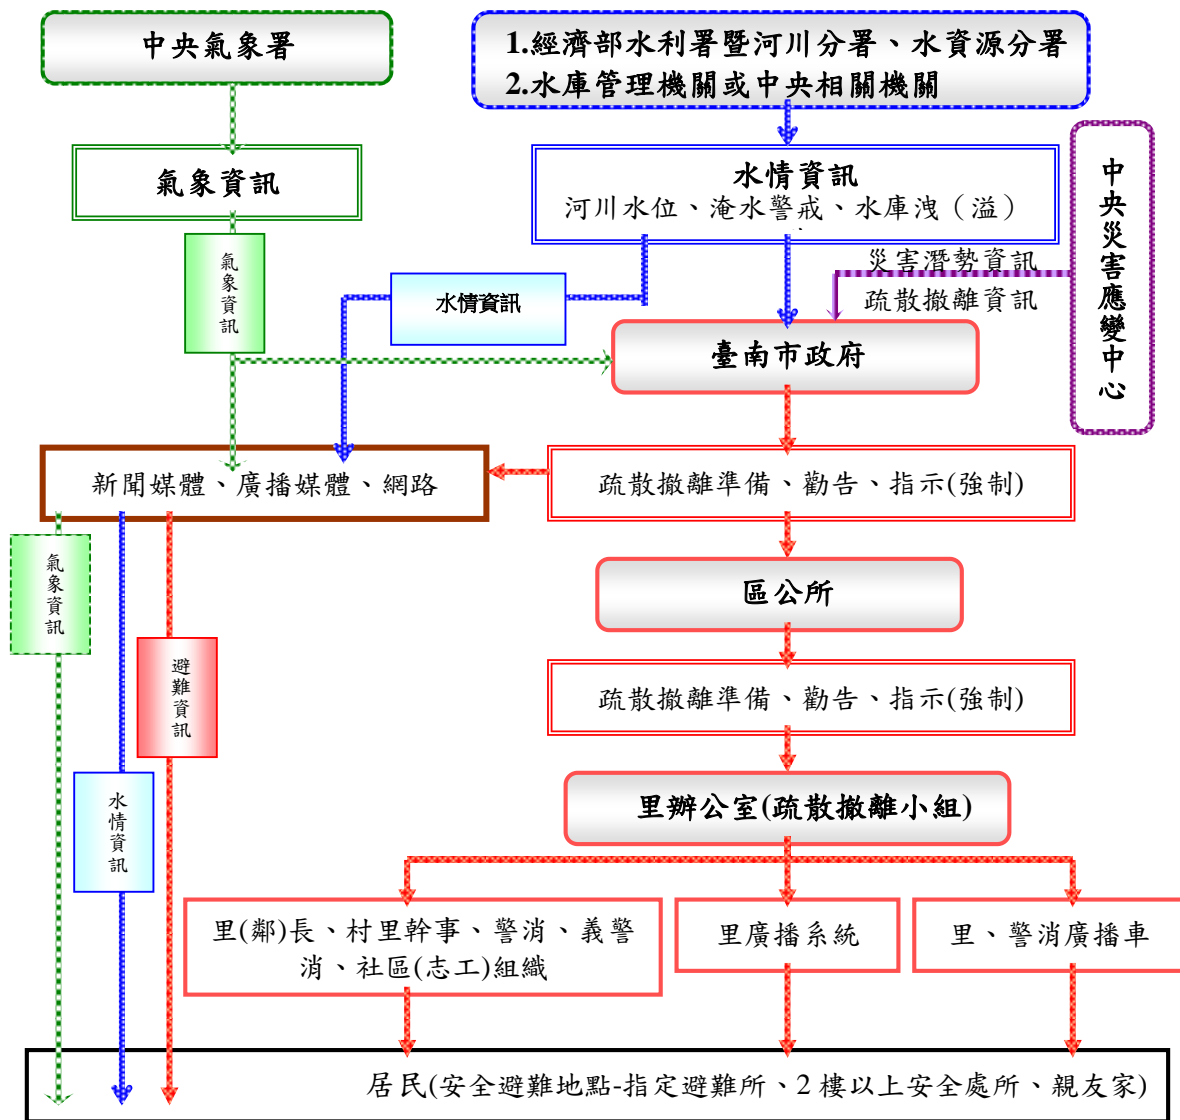 中央氣象署
1.經濟部水利署暨河川分署、水資源分署
2.水庫管理機關或中央相關機關
氣象資訊
水情資訊
河川水位、淹水警戒、水庫洩（溢）
中央災害應變中心
氣象資訊
水情資訊
災害潛勢資訊
疏散撤離資訊
臺南市政府
新聞媒體、廣播媒體、網路
疏散撤離準備、勸告、指示(強制)
氣象資訊
區公所
避難資訊
疏散撤離準備、勸告、指示(強制)
水情資訊
里辦公室(疏散撤離小組)
里(鄰)長、村里幹事、警消、義警
消、社區(志工)組織
里廣播系統
里、警消廣播車
居民(安全避難地點-指定避難所、2 樓以上安全處所、親友家)